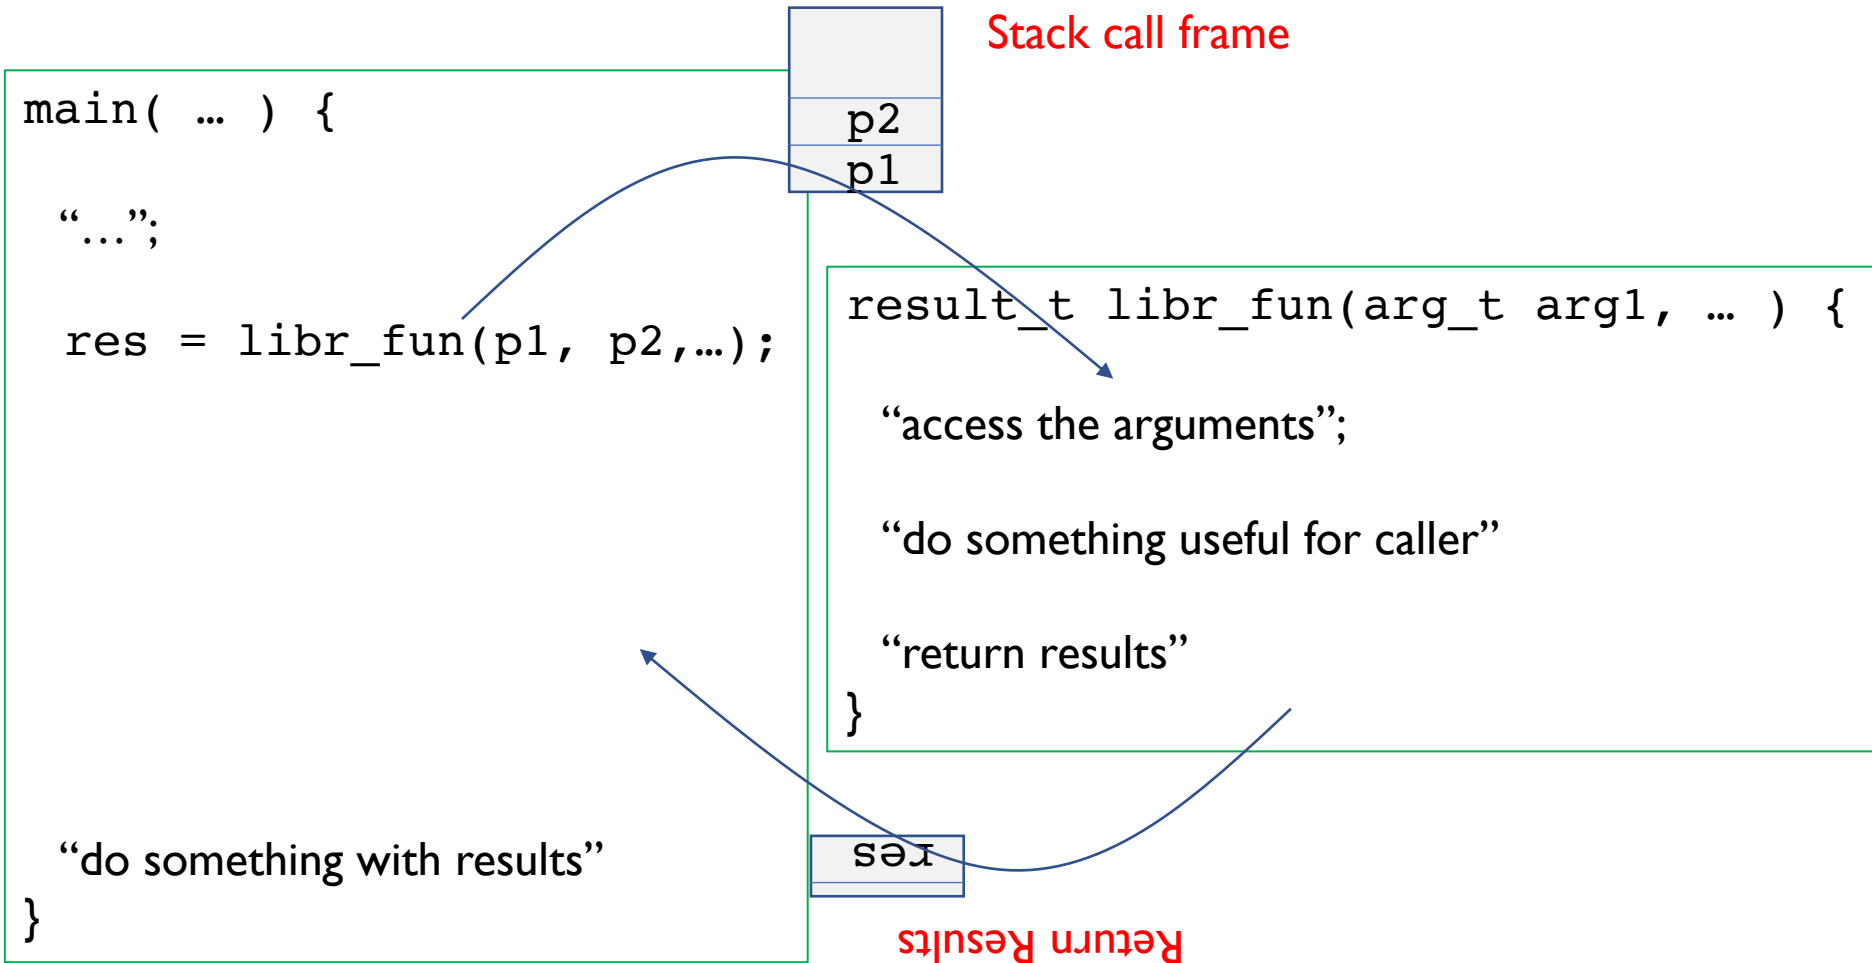 Stack call frame
p2
p1
main( … ) {
“…”;
res = libr_fun(p1, p2,…);
“do something with results”
}
result_t libr_fun(arg_t arg1, … ) {
“access the arguments”;
“do something useful for caller”
“return results”
}
res
Return Results